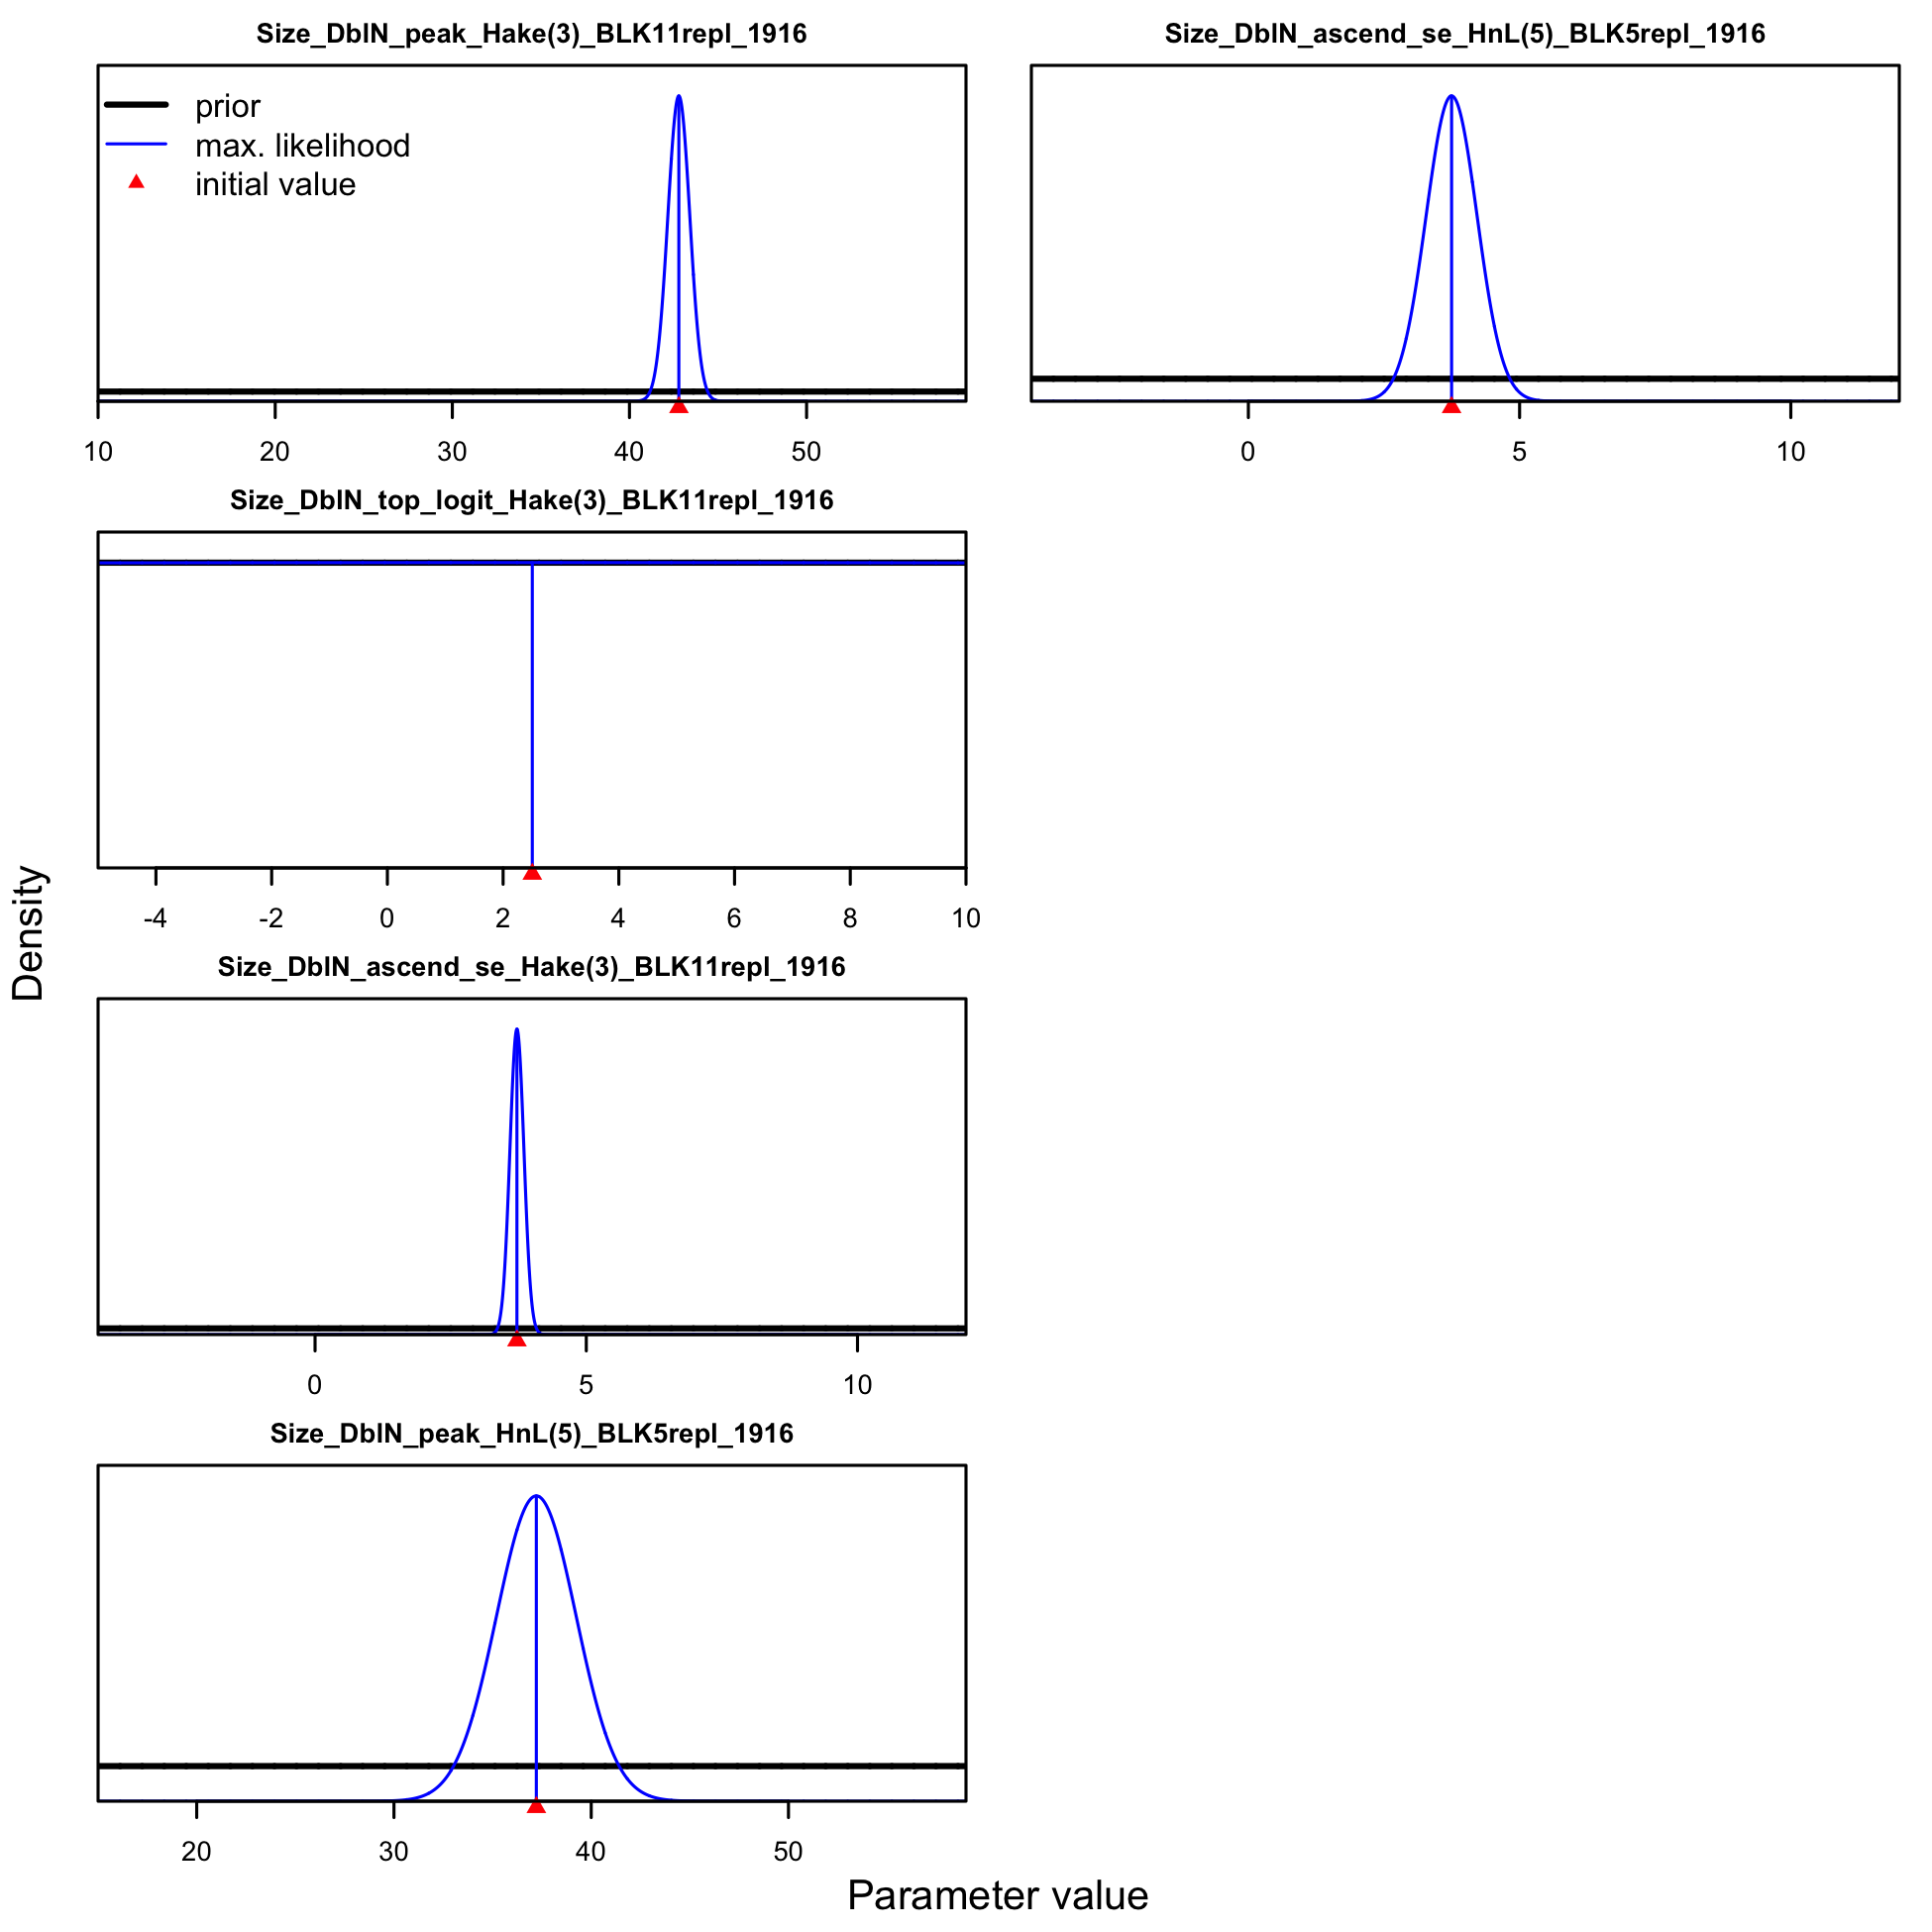 Size_DblN_peak_Hake(3)_BLK11repl_1916
prior
max. likelihood
initial value
10 20 30 40 50
Size_DblN_ascend_se_HnL(5)_BLK5repl_1916
0 5 10
Size_DblN_top_logit_Hake(3)_BLK11repl_1916
-4 -2 0 2 4 6 8 10
Size_DblN_ascend_se_Hake(3)_BLK11repl_1916
0 5 10
Size_DblN_peak_HnL(5)_BLK5repl_1916
20 30 40 50
Density
Parameter value